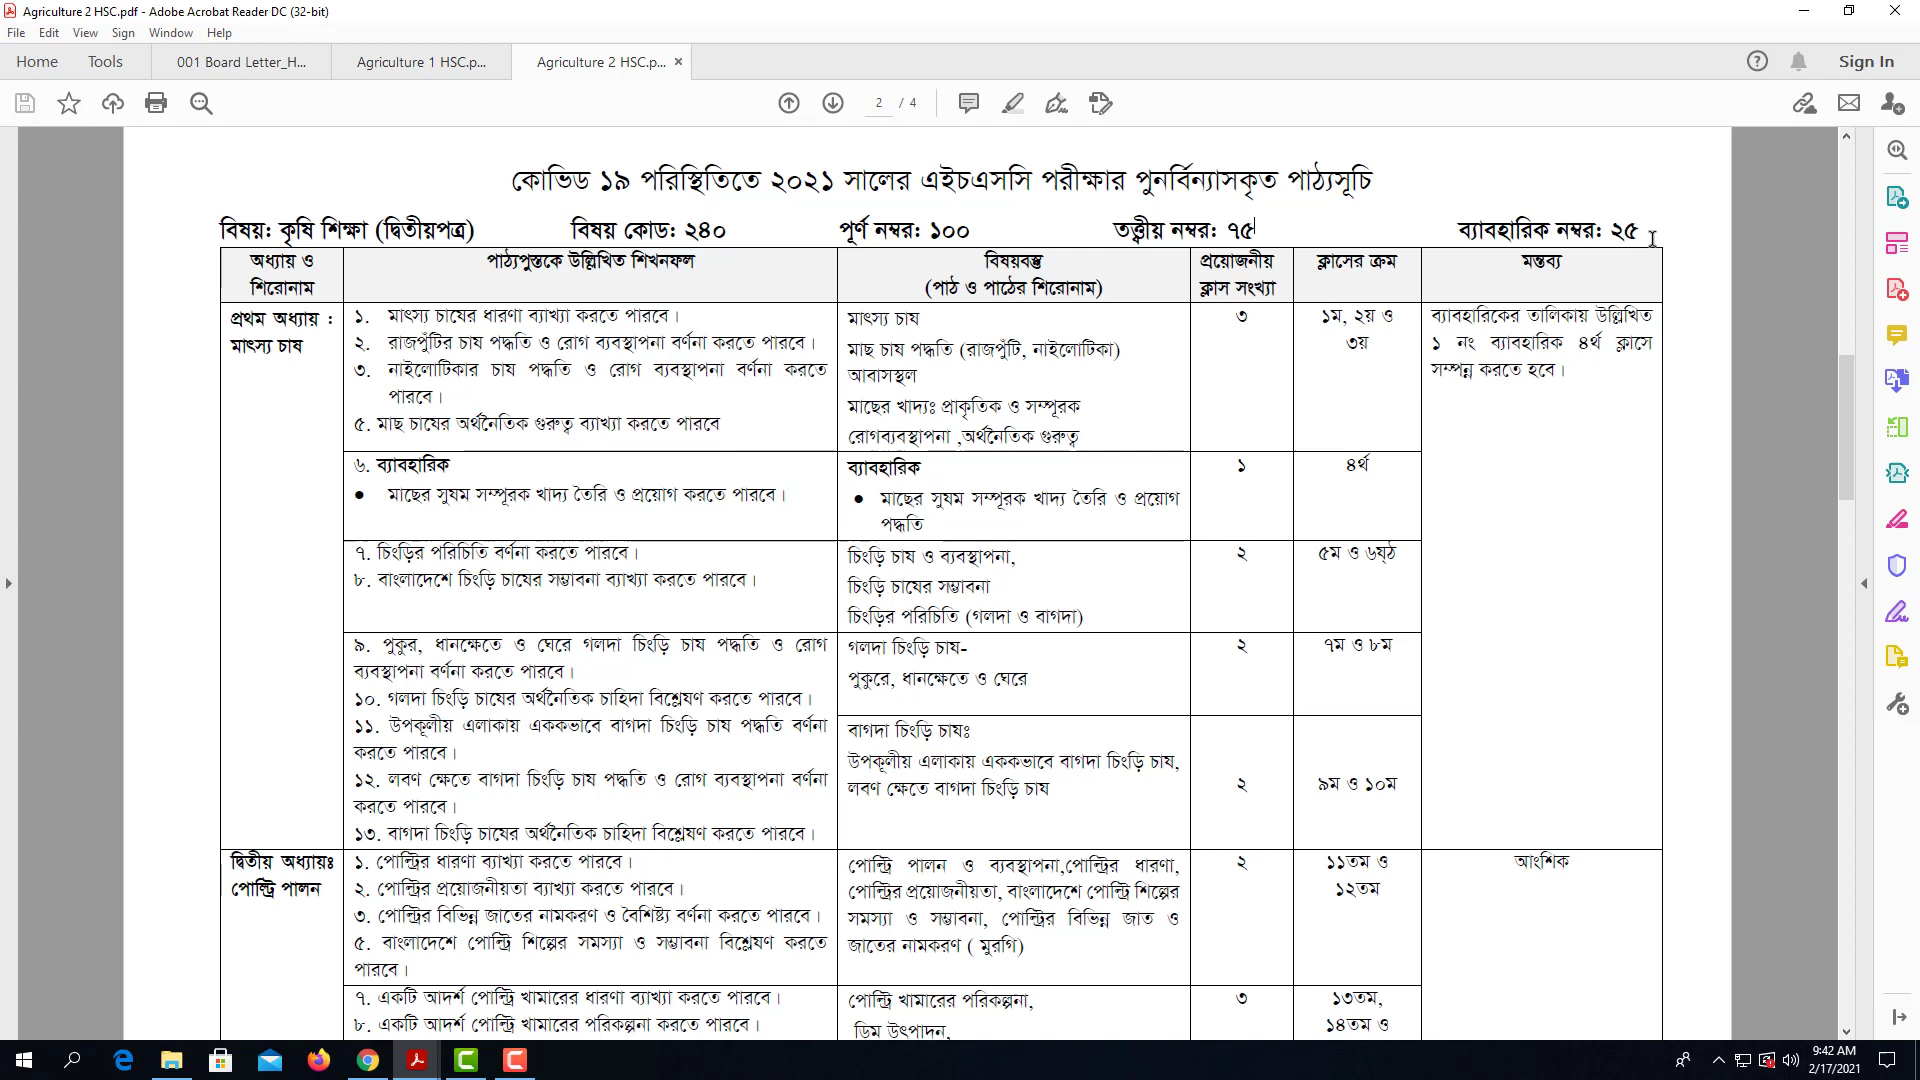 Agriculture 2 HSC.pdf - Adobe Acrobat Reader DC (32-bit)
File Edit View Sign Window Help
Home Tools 001 Board Letter_H... Agriculture 1 HSC.p... Agriculture 2 HSC.p... × Sign In
2 / 4
কোভিড ১৯ পরিস্থিতিতে ২০২১ সালের এইচএসসি পরীক্ষার পুনর্বিন্যাসকৃত পাঠ্যসূচি
বিষয়: কৃষি শিক্ষা (দ্বিতীয়পত্র) বিষয় কোড: ২৪০ পূর্ণ নম্বর: ১০০ তত্ত্বীয় নম্বর: ৭৫ ব্যাবহারিক নম্বর: ২৫
অধ্যায় ও শিরোনাম
পাঠ্যপুস্তকে উল্লিখিত শিখনফল
বিষয়বস্তু
(পাঠ ও পাঠের শিরোনাম)
প্রয়োজনীয়
ক্লাস সংখ্যা
ক্লাসের ক্রম
মন্তব্য
প্রথম অধ্যায় :
মাৎস্য চাষ
১. মাৎস্য চাষের ধারণা ব্যাখ্যা করতে পারবে।
২. রাজপুঁটির চাষ পদ্ধতি ও রোগ ব্যবস্থাপনা বর্ণনা করতে পারবে।
৩. নাইলোটিকার চাষ পদ্ধতি ও রোগ ব্যবস্থাপনা বর্ণনা করতে
পারবে।
৫. মাছ চাষের অর্থনৈতিক গুরুত্ব ব্যাখ্যা করতে পারবে
মাৎস্য চাষ
মাছ চাষ পদ্ধতি (রাজপুঁটি, নাইলোটিকা)
আবাসস্থল
মাছের খাদ্যঃ প্রাকৃতিক ও সম্পূরক
রোগব্যবস্থাপনা ,অর্থনৈতিক গুরুত্ব
৩
১ম, ২য় ও
৩য়
ব্যাবহারিকের তালিকায় উল্লিখিত
১ নং ব্যাবহারিক ৪র্থ ক্লাসে
সম্পন্ন করতে হবে।
৬. ব্যাবহারিক
• মাছের সুষম সম্পূরক খাদ্য তৈরি ও প্রয়োগ করতে পারবে।
ব্যাবহারিক
• মাছের সুষম সম্পূরক খাদ্য তৈরি ও প্রয়োগ
পদ্ধতি
১
৪র্থ
৭. চিংড়ির পরিচিতি বর্ণনা করতে পারবে।
৮. বাংলাদেশে চিংড়ি চাষের সম্ভাবনা ব্যাখ্যা করতে পারবে।
চিংড়ি চাষ ও ব্যবস্থাপনা,
চিংড়ি চাষের সম্ভাবনা
চিংড়ির পরিচিতি (গলদা ও বাগদা)
২
৫ম ও ৬ষ্ঠ
৯. পুকুর, ধানক্ষেতে ও ঘেরে গলদা চিংড়ি চাষ পদ্ধতি ও রোগ
ব্যবস্থাপনা বর্ণনা করতে পারবে।
১০. গলদা চিংড়ি চাষের অর্থনৈতিক চাহিদা বিশ্লেষণ করতে পারবে।
১১. উপকূলীয় এলাকায় এককভাবে বাগদা চিংড়ি চাষ পদ্ধতি বর্ণনা
করতে পারবে।
১২. লবণ ক্ষেতে বাগদা চিংড়ি চাষ পদ্ধতি ও রোগ ব্যবস্থাপনা বর্ণনা
করতে পারবে।
১৩. বাগদা চিংড়ি চাষের অর্থনৈতিক চাহিদা বিশ্লেষণ করতে পারবে।
গলদা চিংড়ি চাষ-
পুকুরে, ধানক্ষেতে ও ঘেরে
২
৭ম ও ৮ম
বাগদা চিংড়ি চাষঃ
উপকূলীয় এলাকায় এককভাবে বাগদা চিংড়ি চাষ,
লবণ ক্ষেতে বাগদা চিংড়ি চাষ
২
৯ম ও ১০ম
দ্বিতীয় অধ্যায়ঃ
পোল্ট্রি পালন
১. পোল্ট্রির ধারণা ব্যাখ্যা করতে পারবে।
২. পোল্ট্রির প্রয়োজনীয়তা ব্যাখ্যা করতে পারবে।
৩. পোল্ট্রির বিভিন্ন জাতের নামকরণ ও বৈশিষ্ট্য বর্ণনা করতে পারবে।
৫. বাংলাদেশে পোল্ট্রি শিল্পের সমস্যা ও সম্ভাবনা বিশ্লেষণ করতে
পারবে।
পোল্ট্রি পালন ও ব্যবস্থাপনা,পোল্ট্রির ধারণা,
পোল্ট্রির প্রয়োজনীয়তা, বাংলাদেশে পোল্ট্রি শিল্পের
সমস্যা ও সম্ভাবনা, পোল্ট্রির বিভিন্ন জাত ও
জাতের নামকরণ ( মুরগি)
২
১১তম ও
১২তম
আংশিক
৭. একটি আদর্শ পোল্ট্রি খামারের ধারণা ব্যাখ্যা করতে পারবে।
৮. একটি আদর্শ পোল্ট্রি খামারের পরিকল্পনা করতে পারবে।
পোল্ট্রি খামারের পরিকল্পনা,
ডিম উৎপাদন,
৩
১৩তম,
১৪তম ও
9:42 AM
2/17/2021